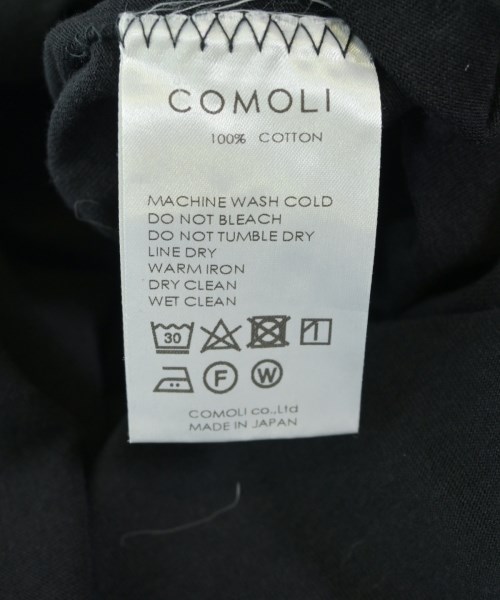 COMOLI
100% COTTON
MACHINE WASH COLD
DO NOT BLEACH
DO NOT TUMBLE DRY
LINE DRY
WARM IRON
DRY CLEAN
WET CLEAN
30
F W
COMOLI co.,Ltd
MADE IN JAPAN